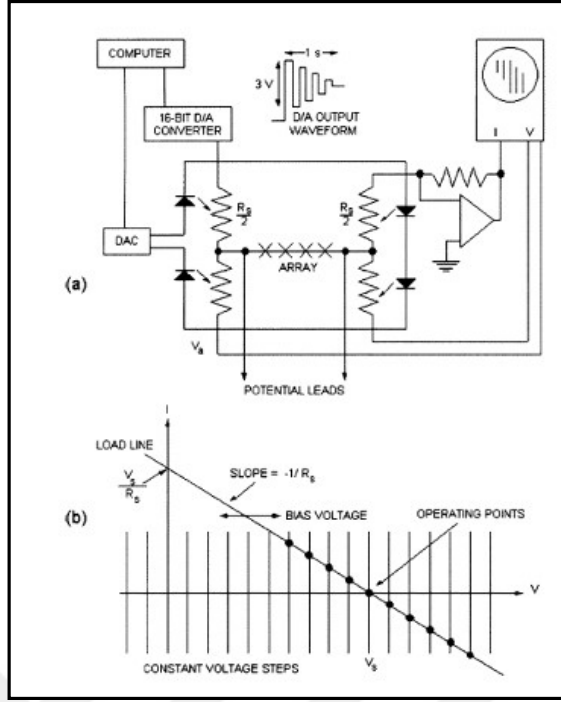 COMPUTER
16-BIT D/A
CONVERTER
1 s
3 V
D/A OUTPUT
WAVEFORM
I V
R_s/2
R_s/2
DAC
ARRAY
(a)
V_a
POTENTIAL LEADS
I
LOAD LINE
V_s/R_s
SLOPE = -1/ R_s
(b)
BIAS VOLTAGE
OPERATING POINTS
V
V_s
CONSTANT VOLTAGE STEPS